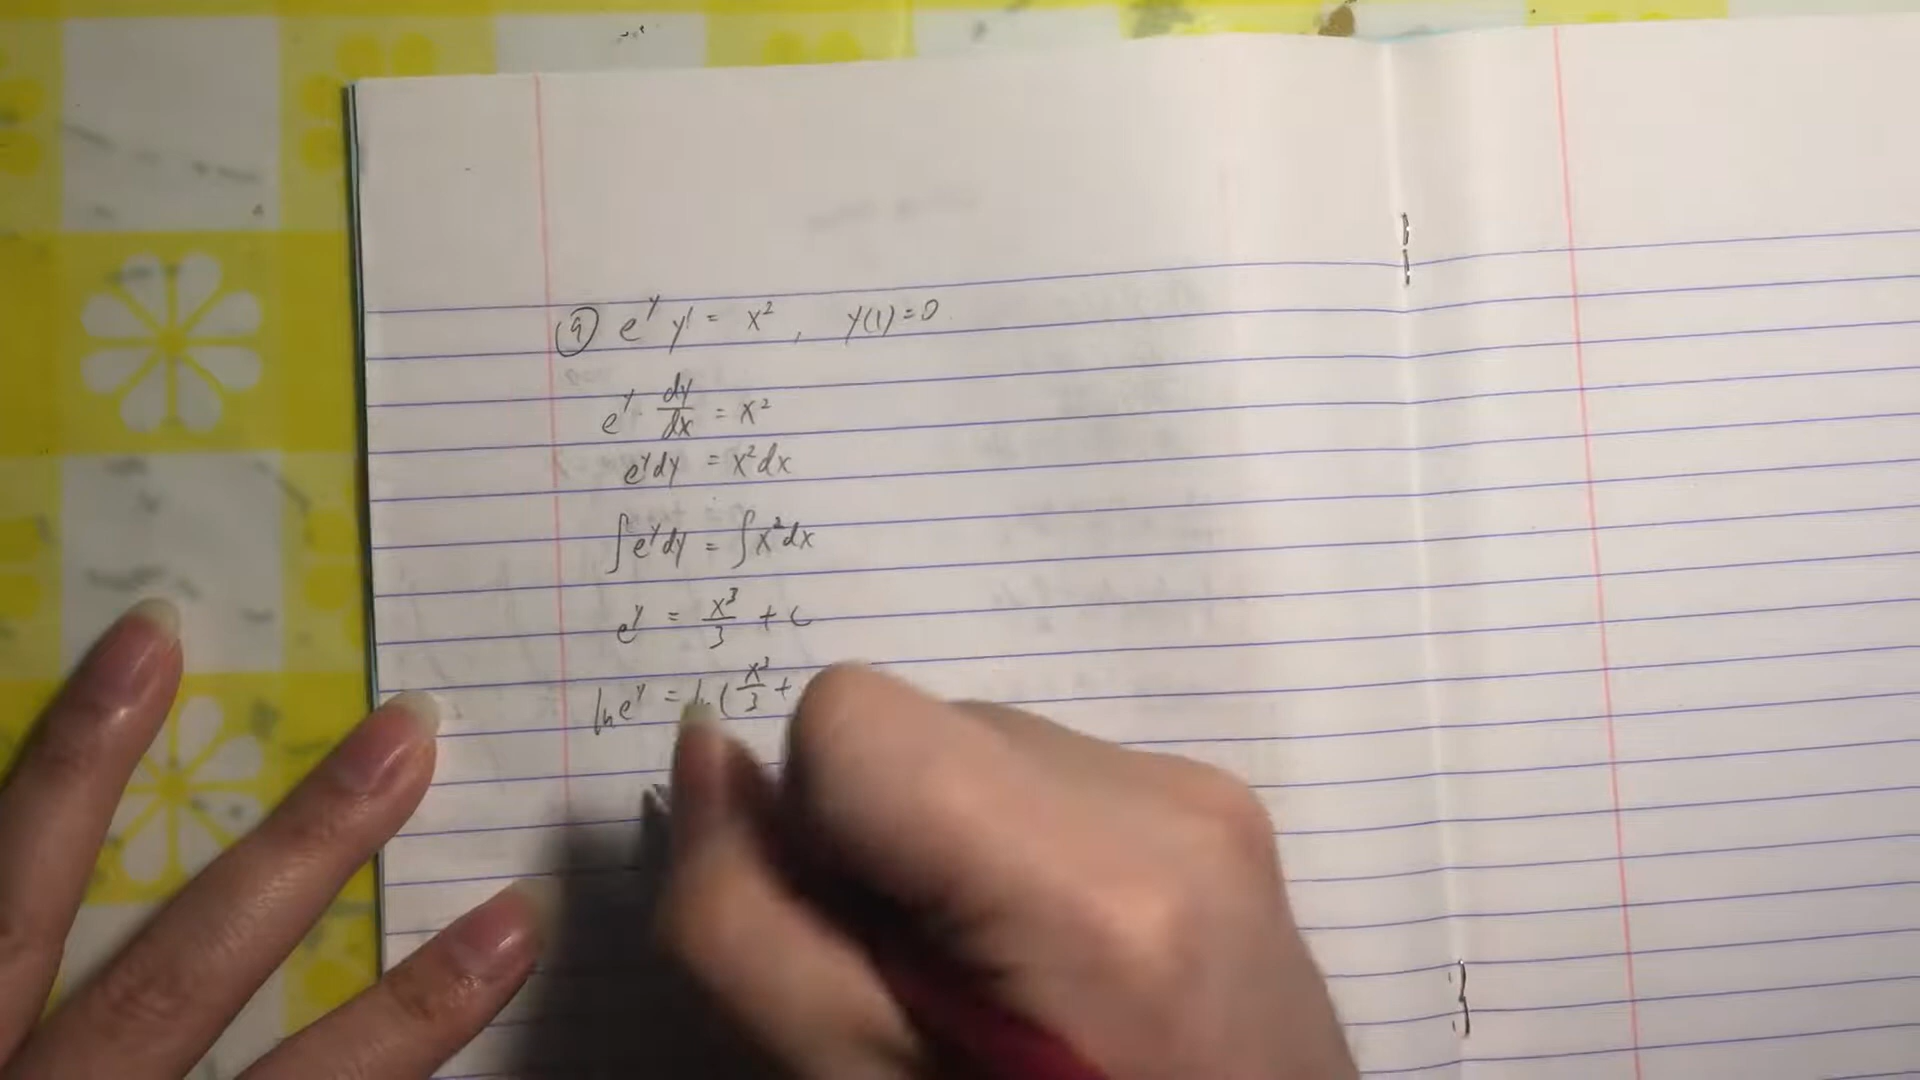 ⑨ e^y y' = x², y(1)=0
e^y · dy/dx = x²
e^y dy = x² dx
∫e^y dy = ∫x² dx
e^y = x³/3 + c
ln e^y = ln(x³/3 +